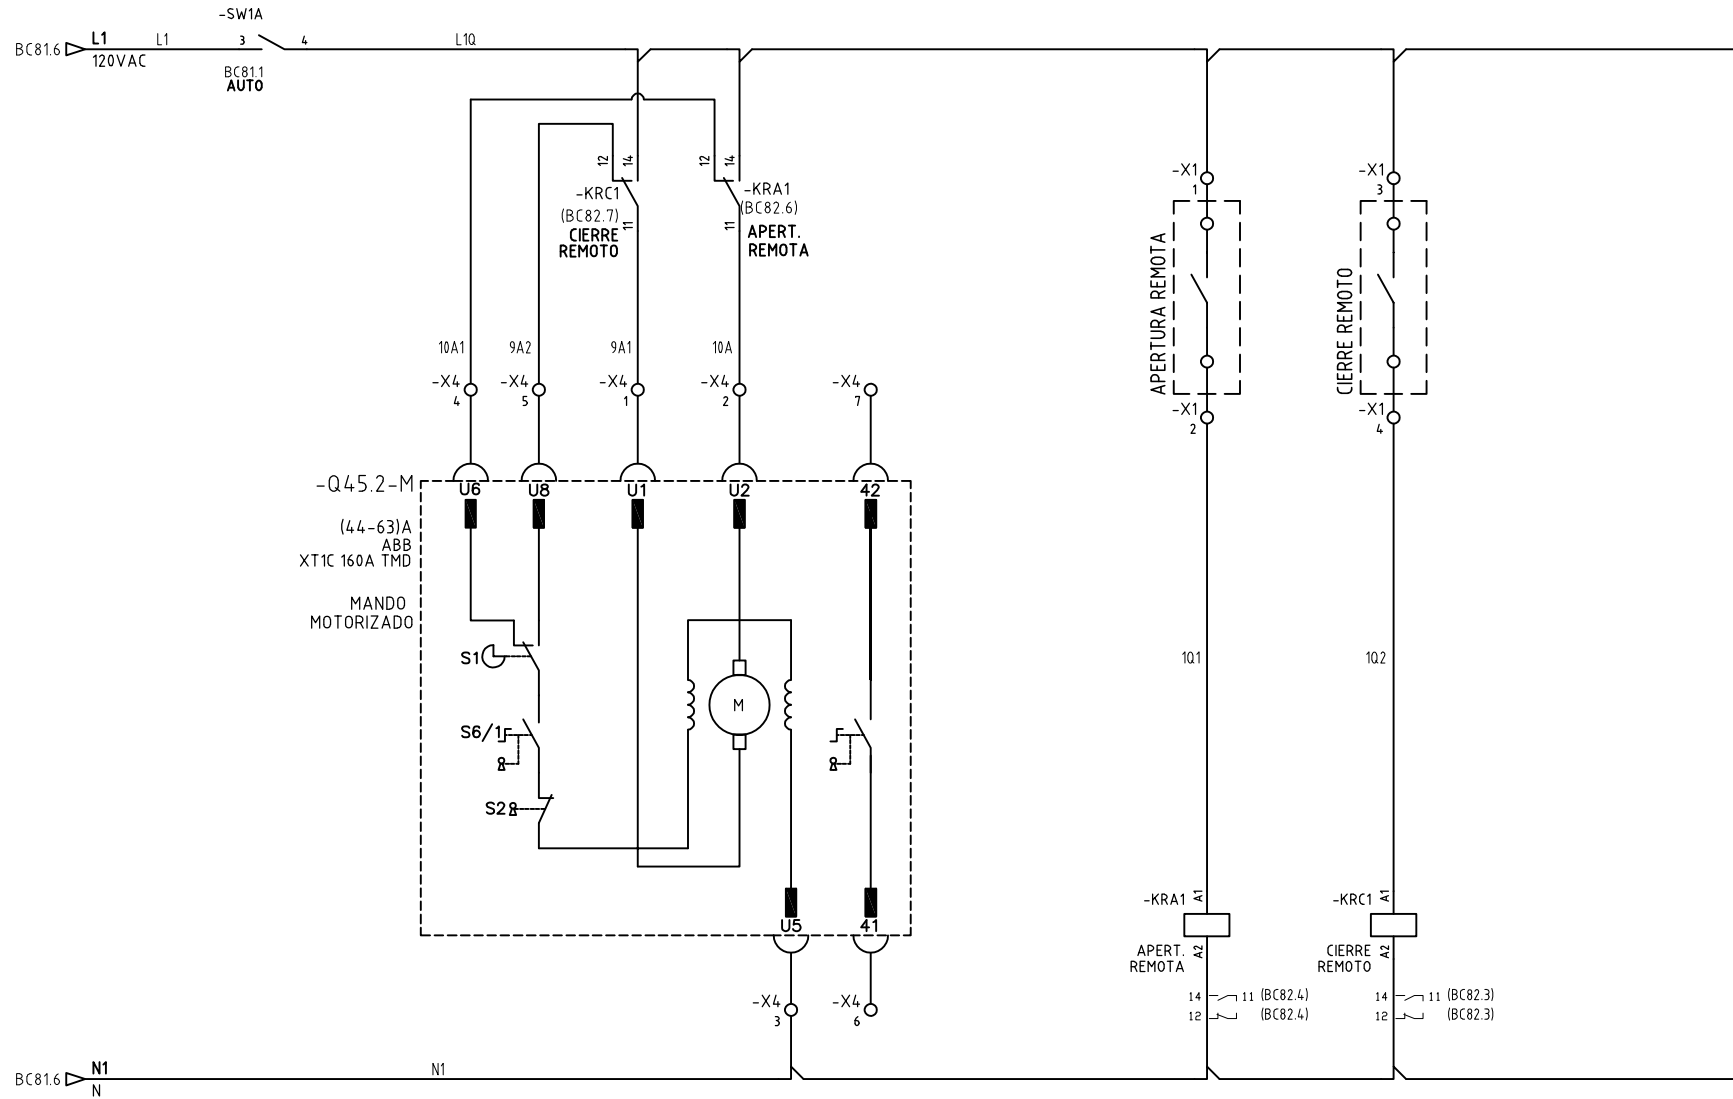 -SW1A
BC81.6
L1
L1
3
4
L1Q
120VAC
BC81.1
AUTO
12
14
12
14
-KRC1
(BC82.7)
CIERRE
REMOTO
11
-KRA1
(BC82.6)
APERT.
REMOTA
11
-X1
1
-X1
3
APERTURA REMOTA
CIERRE REMOTO
-X1
2
-X1
4
10A1
9A2
9A1
10A
-X4
4
-X4
5
-X4
1
-X4
2
-X4
7
-Q45.2-M
U6
U8
U1
U2
42
(44-63)A
ABB
XT1C 160A TMD
MANDO
MOTORIZADO
S1
S6/1
S2
M
1Q1
1Q2
U5
41
-X4
3
-X4
6
-KRA1
A1
APERT.
REMOTA
A2
14
11
(BC82.4)
12
(BC82.4)
-KRC1
A1
CIERRE
REMOTO
A2
14
11
(BC82.3)
12
(BC82.3)
BC81.6
N1
N
N1